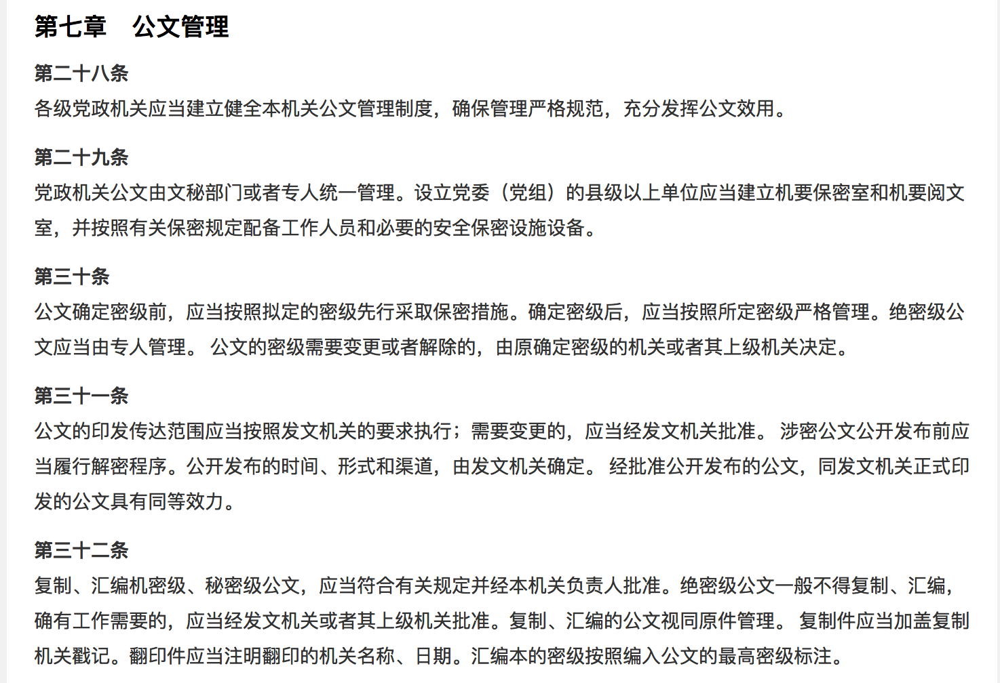 第七章　公文管理
第二十八条
各级党政机关应当建立健全本机关公文管理制度，确保管理严格规范，充分发挥公文效用。
第二十九条
党政机关公文由文秘部门或者专人统一管理。设立党委（党组）的县级以上单位应当建立机要保密室和机要阅文
室，并按照有关保密规定配备工作人员和必要的安全保密设施设备。
第三十条
公文确定密级前，应当按照拟定的密级先行采取保密措施。确定密级后，应当按照所定密级严格管理。绝密级公
文应当由专人管理。 公文的密级需要变更或者解除的，由原确定密级的机关或者其上级机关决定。
第三十一条
公文的印发传达范围应当按照发文机关的要求执行；需要变更的，应当经发文机关批准。 涉密公文公开发布前应
当履行解密程序。公开发布的时间、形式和渠道，由发文机关确定。 经批准公开发布的公文，同发文机关正式印
发的公文具有同等效力。
第三十二条
复制、汇编机密级、秘密级公文，应当符合有关规定并经本机关负责人批准。绝密级公文一般不得复制、汇编，
确有工作需要的，应当经发文机关或者其上级机关批准。复制、汇编的公文视同原件管理。 复制件应当加盖复制
机关戳记。翻印件应当注明翻印的机关名称、日期。汇编本的密级按照编入公文的最高密级标注。